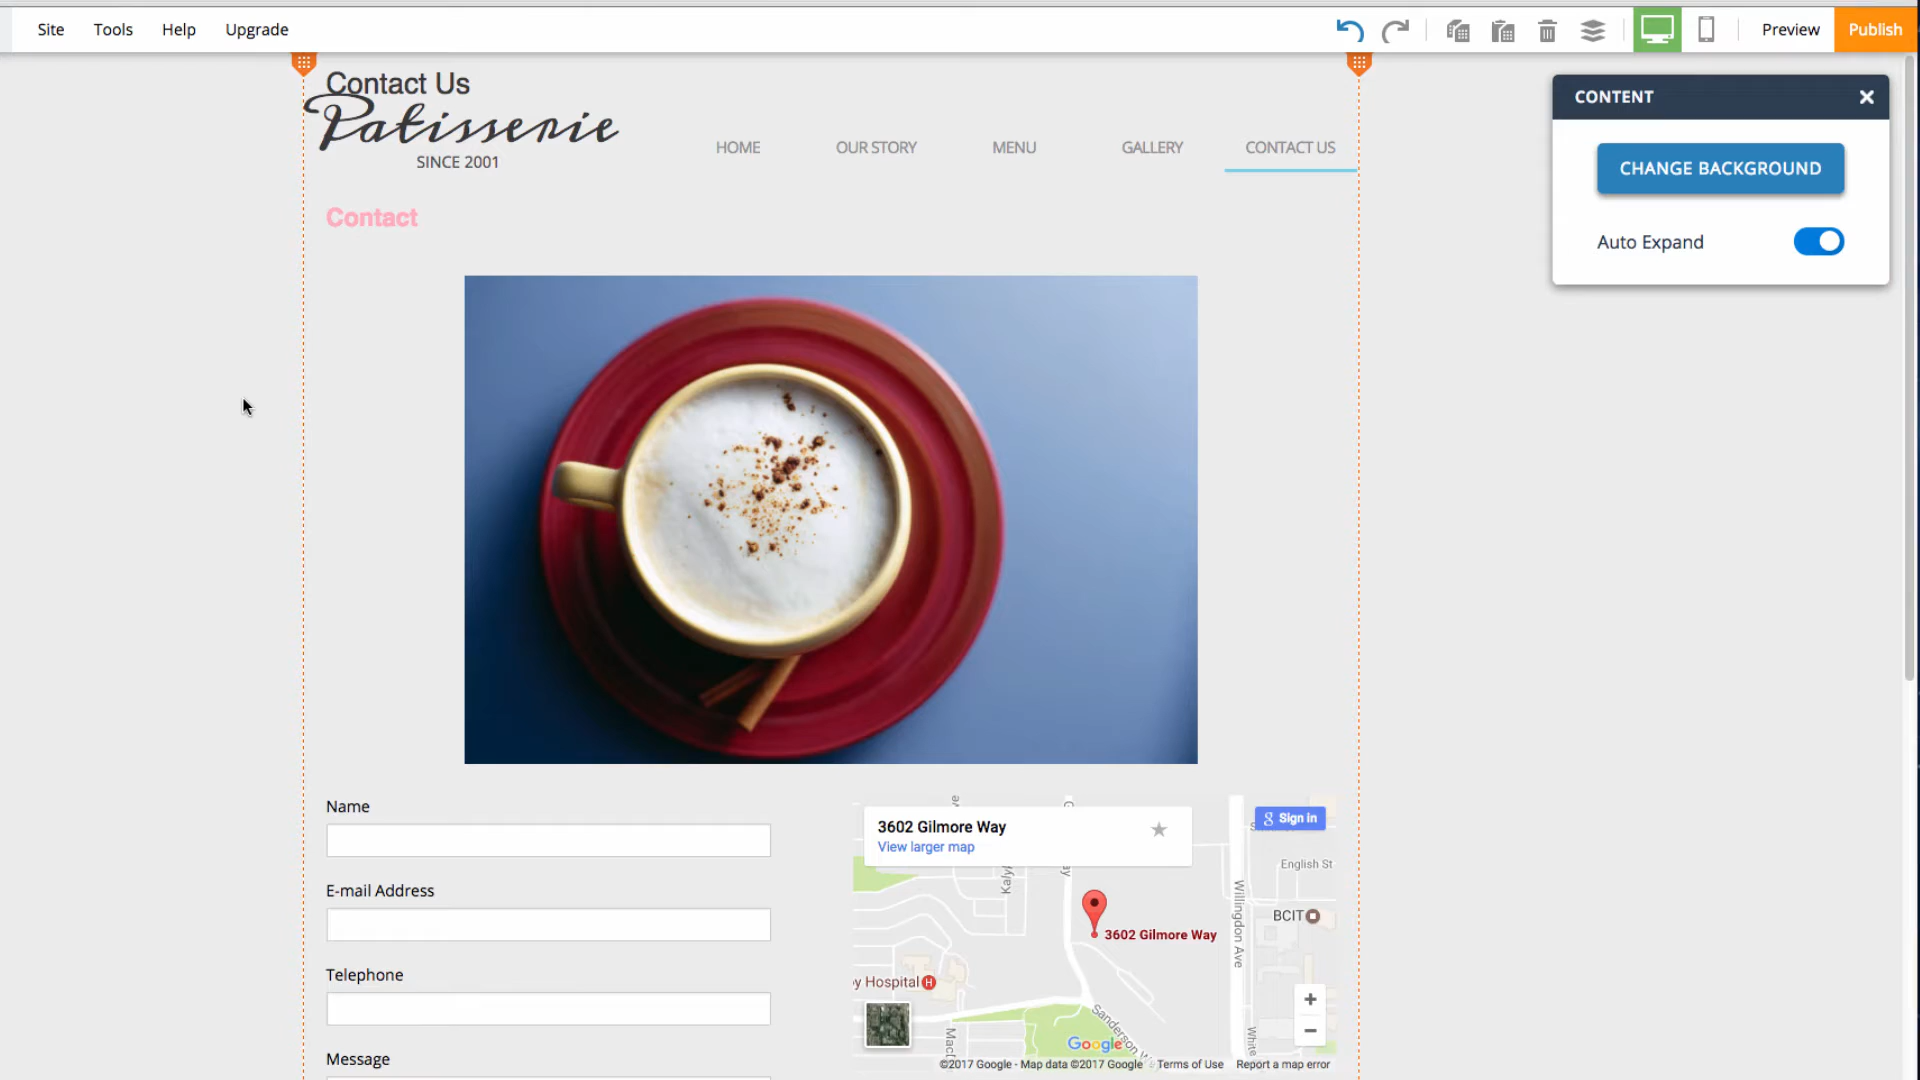 Site Tools Help Upgrade Preview Publish
Contact Us
Patisserie
SINCE 2001
HOME OUR STORY MENU GALLERY CONTACT US
CONTENT
CHANGE BACKGROUND
Auto Expand
Contact
Name
E-mail Address
Telephone
Message
3602 Gilmore Way
View larger map
Sign in
English St
Willingdon Ave
BCIT
3602 Gilmore Way
y Hospital H
Sanderson
White
Google
©2017 Google - Map data ©2017 Google Terms of Use Report a map error